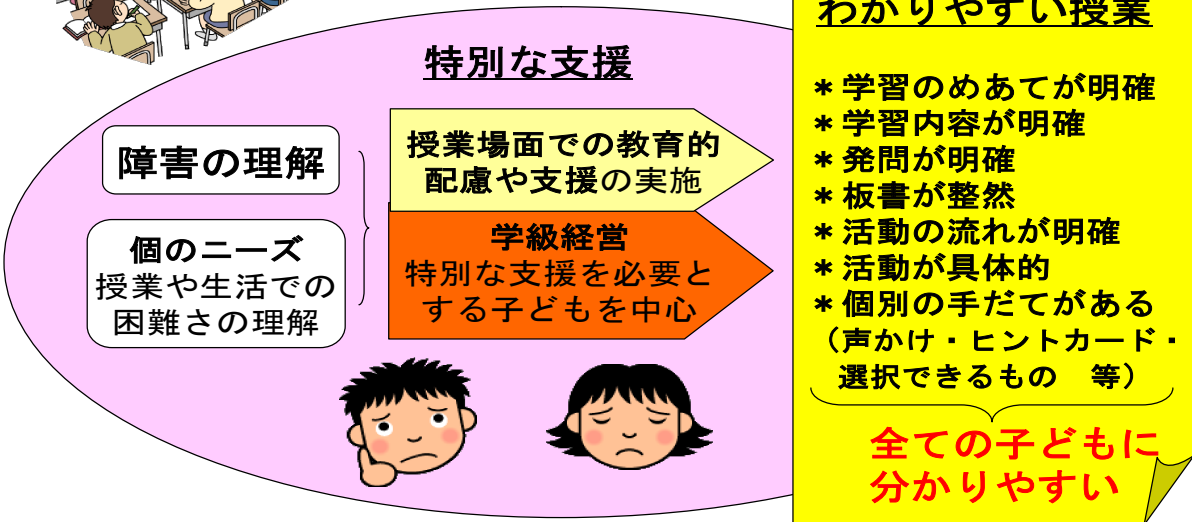 特別な支援
障害の理解
個のニーズ
授業や生活での
困難さの理解
授業場面での教育的
配慮や支援の実施
学級経営
特別な支援を必要と
する子どもを中心
わかりやすい授業
＊学習のめあてが明確
＊学習内容が明確
＊発問が明確
＊板書が整然
＊活動の流れが明確
＊活動が具体的
＊個別の手だてがある
（声かけ・ヒントカード・
選択できるもの　等）
全ての子どもに
分かりやすい